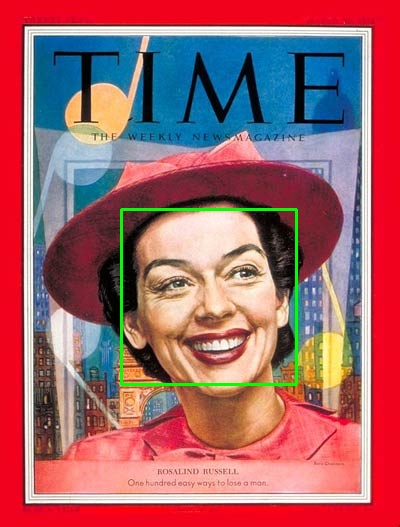 TIME
THE WEEKLY NEWSMAGAZINE
ROSALIND RUSSELL
One hundred easy ways to lose a man.